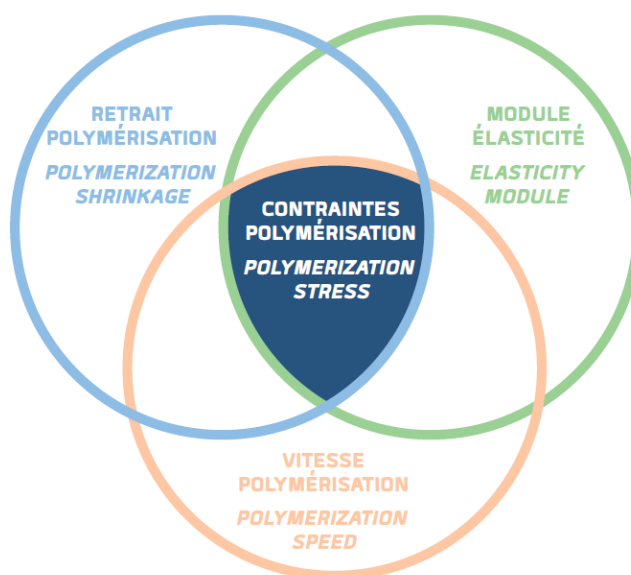 RETRAIT
POLYMÉRISATION
POLYMERIZATION
SHRINKAGE
MODULE
ÉLASTICITÉ
ELASTICITY
MODULE
CONTRAINTES
POLYMÉRISATION
POLYMERIZATION
STRESS
VITESSE
POLYMÉRISATION
POLYMERIZATION
SPEED